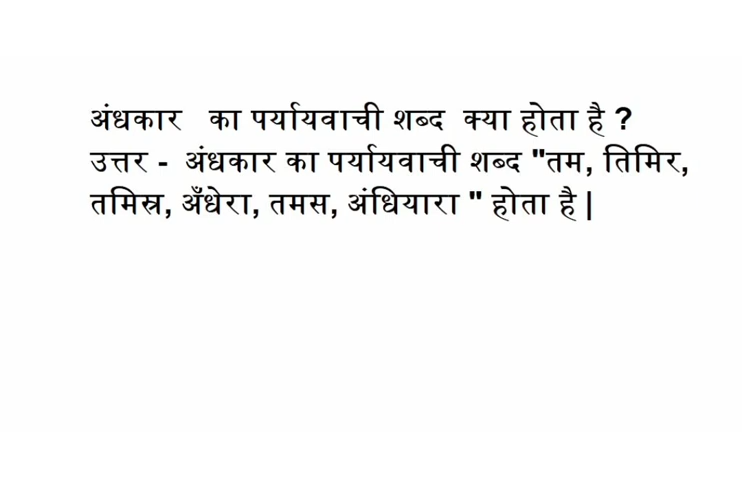 अंधकार का पर्यायवाची शब्द क्या होता है ?
उत्तर - अंधकार का पर्यायवाची शब्द "तम, तिमिर,
तमिस्र, अँधेरा, तमस, अंधियारा " होता है |